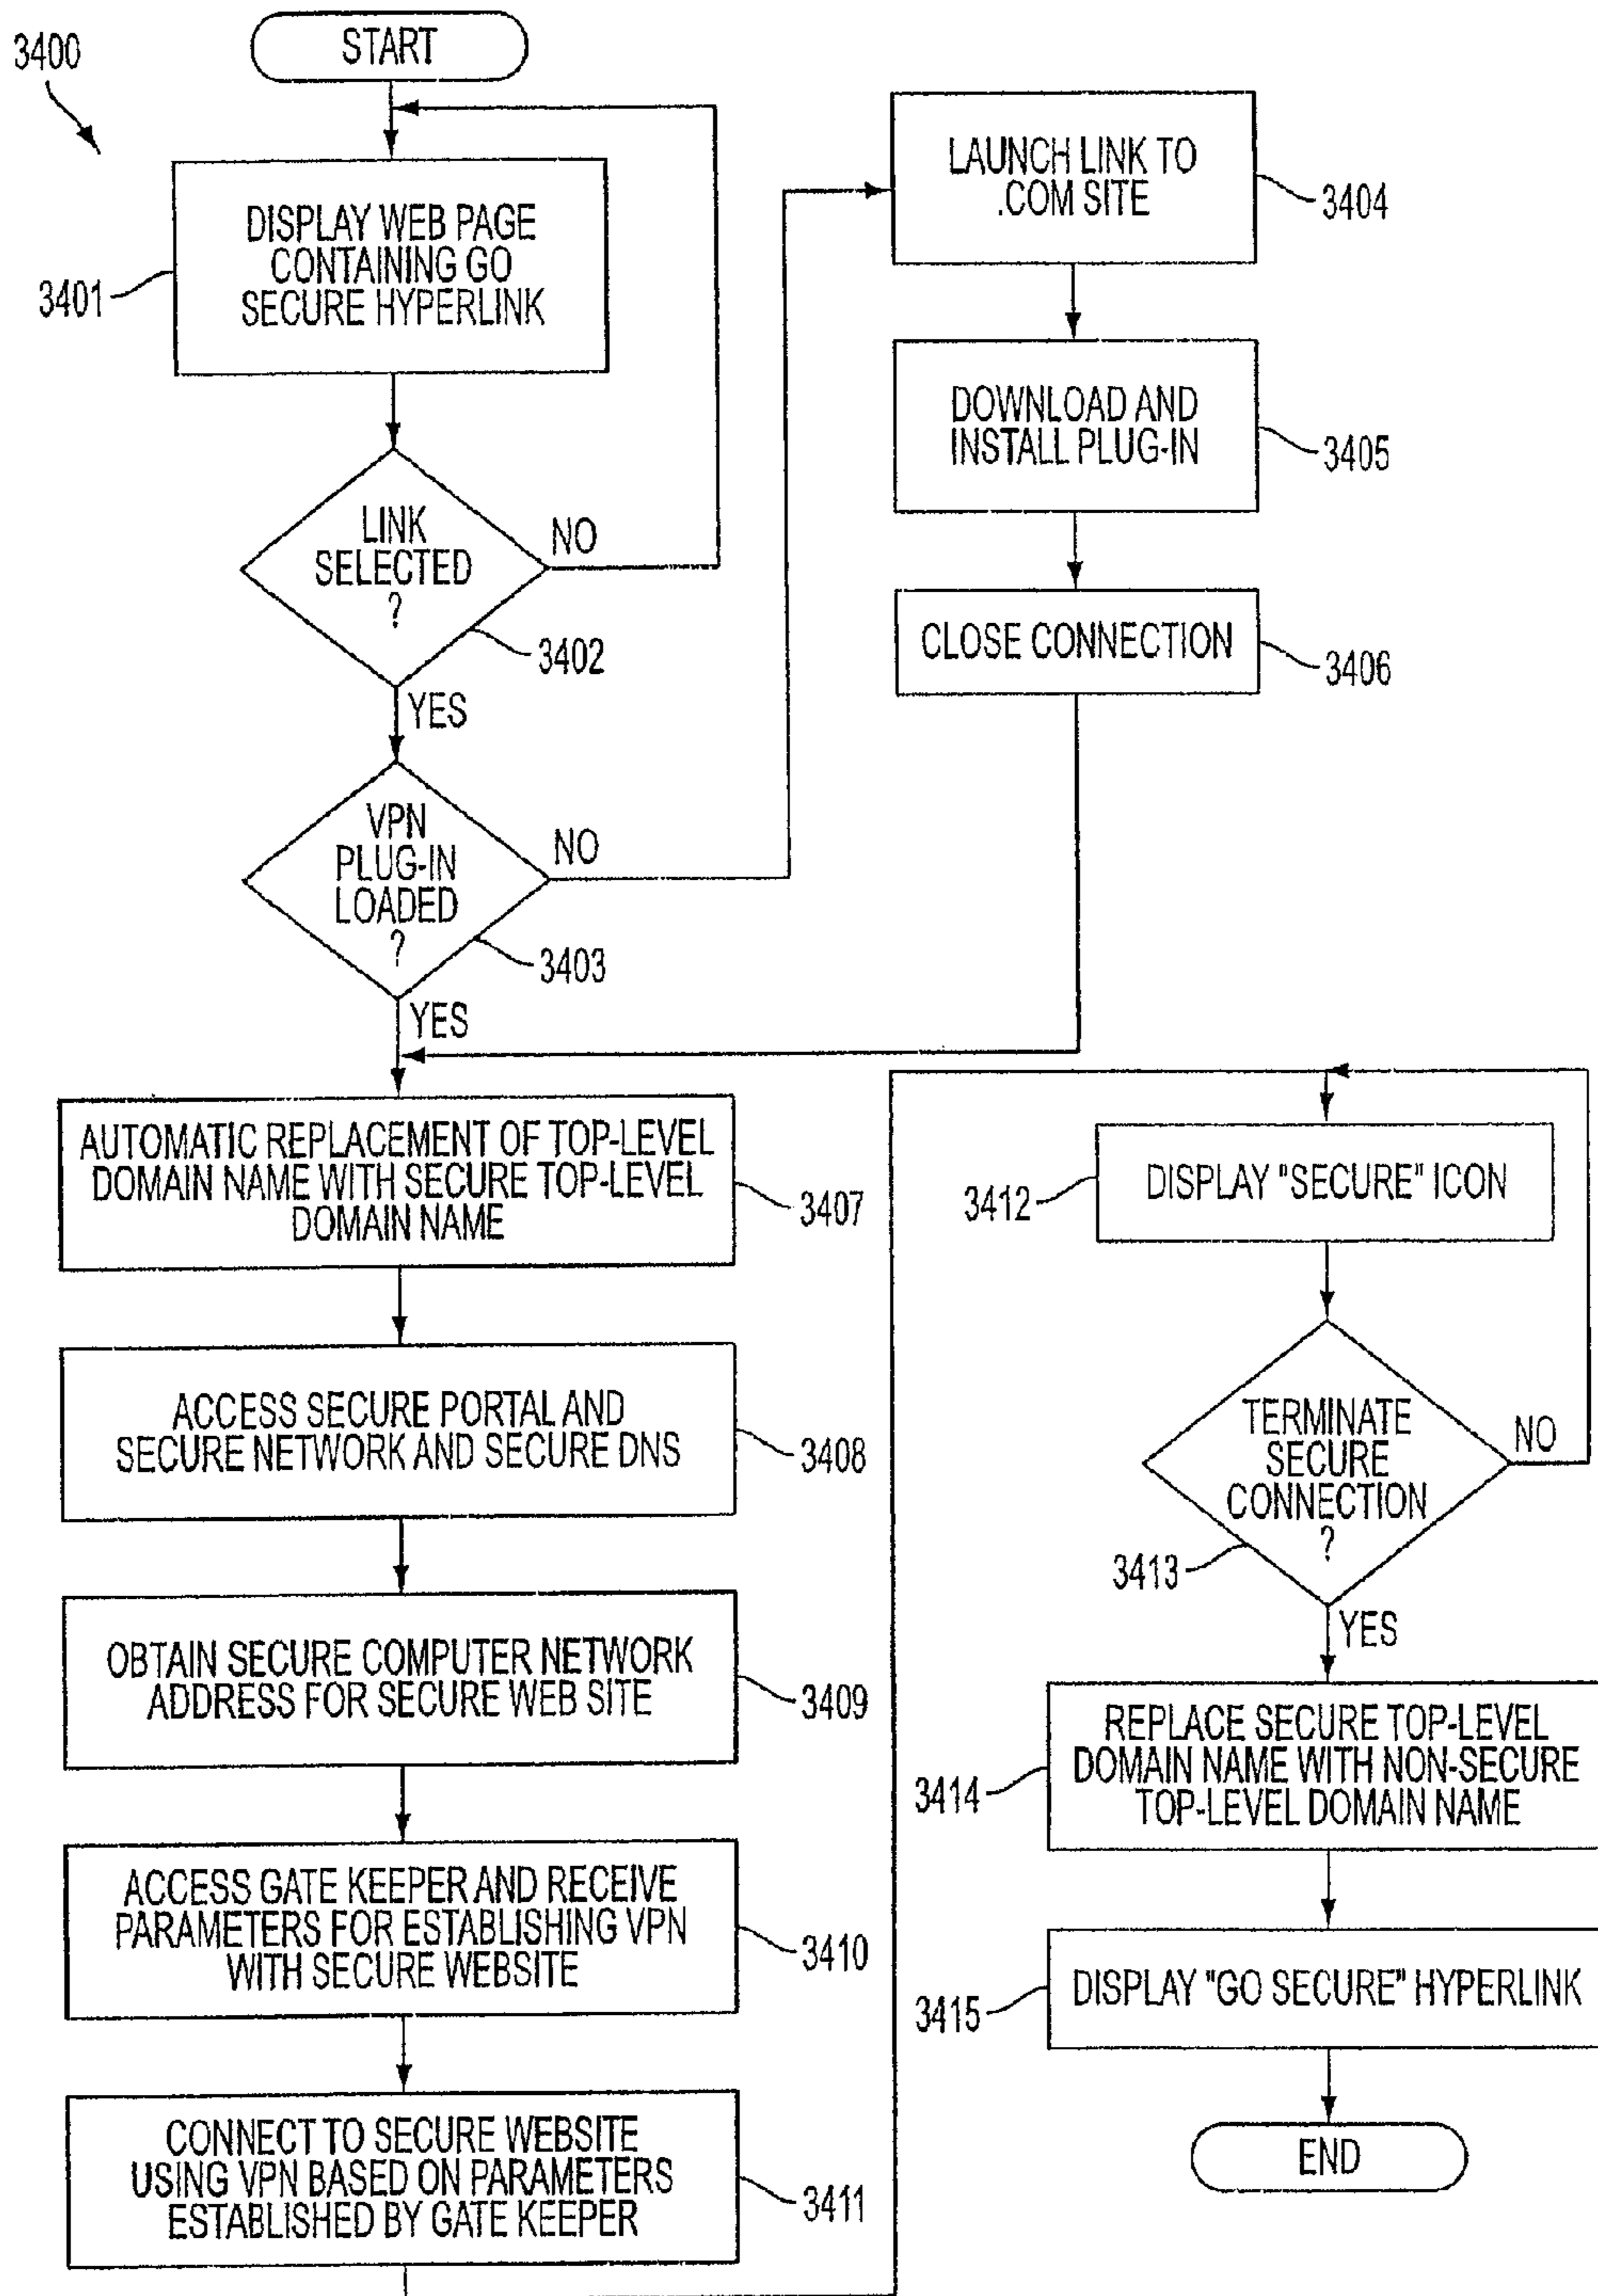 3400
START
DISPLAY WEB PAGE
CONTAINING GO
SECURE HYPERLINK
3401
LINK
SELECTED
?
NO
3402
YES
VPN
PLUG-IN
LOADED
?
NO
3403
YES
LAUNCH LINK TO
.COM SITE
3404
DOWNLOAD AND
INSTALL PLUG-IN
3405
CLOSE CONNECTION
3406
AUTOMATIC REPLACEMENT OF TOP-LEVEL
DOMAIN NAME WITH SECURE TOP-LEVEL
DOMAIN NAME
3407
ACCESS SECURE PORTAL AND
SECURE NETWORK AND SECURE DNS
3408
OBTAIN SECURE COMPUTER NETWORK
ADDRESS FOR SECURE WEB SITE
3409
ACCESS GATE KEEPER AND RECEIVE
PARAMETERS FOR ESTABLISHING VPN
WITH SECURE WEBSITE
3410
CONNECT TO SECURE WEBSITE
USING VPN BASED ON PARAMETERS
ESTABLISHED BY GATE KEEPER
3411
DISPLAY "SECURE" ICON
3412
TERMINATE
SECURE
CONNECTION
?
NO
3413
YES
REPLACE SECURE TOP-LEVEL
DOMAIN NAME WITH NON-SECURE
TOP-LEVEL DOMAIN NAME
3414
DISPLAY "GO SECURE" HYPERLINK
3415
END